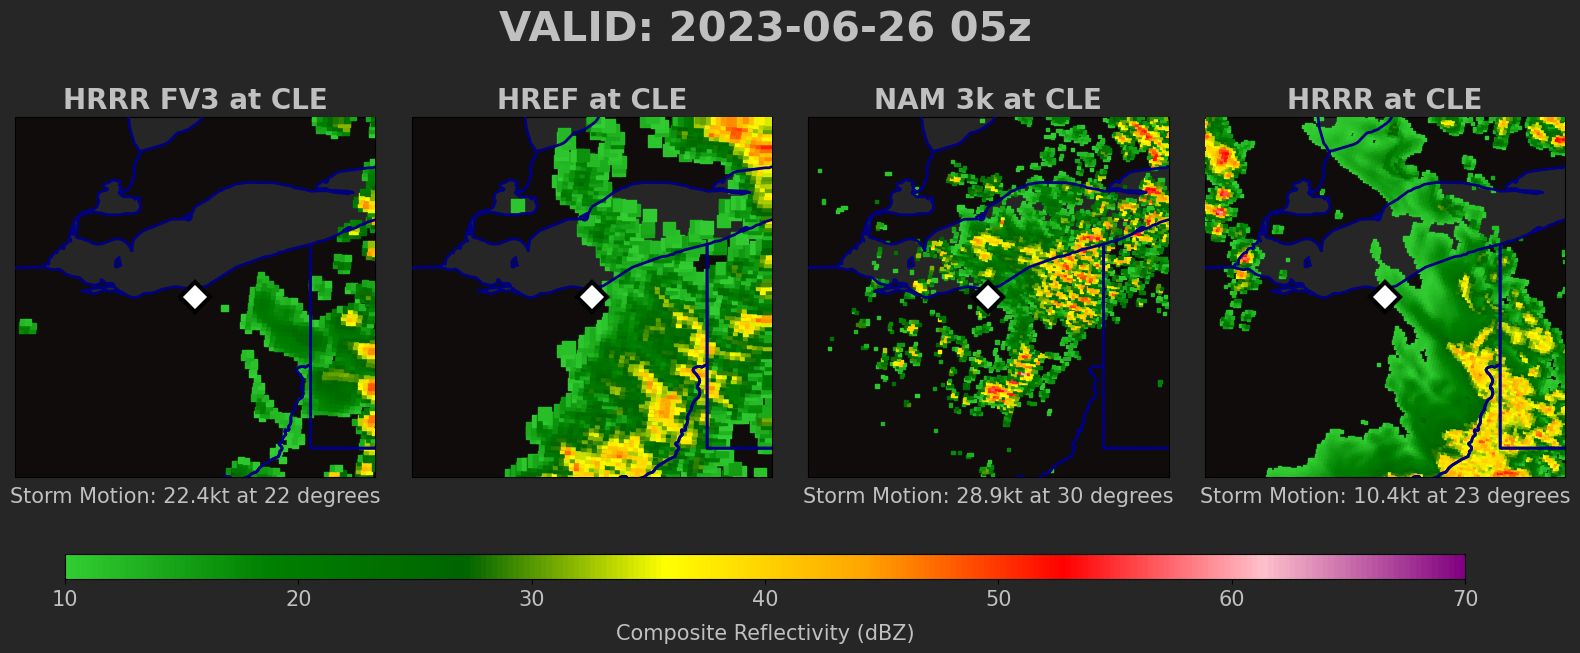 VALID: 2023-06-26 05z
HRRR FV3 at CLE
HREF at CLE
NAM 3k at CLE
HRRR at CLE
Storm Motion: 22.4kt at 22 degrees
Storm Motion: 28.9kt at 30 degrees
Storm Motion: 10.4kt at 23 degrees
10 20 30 40 50 60 70
Composite Reflectivity (dBZ)